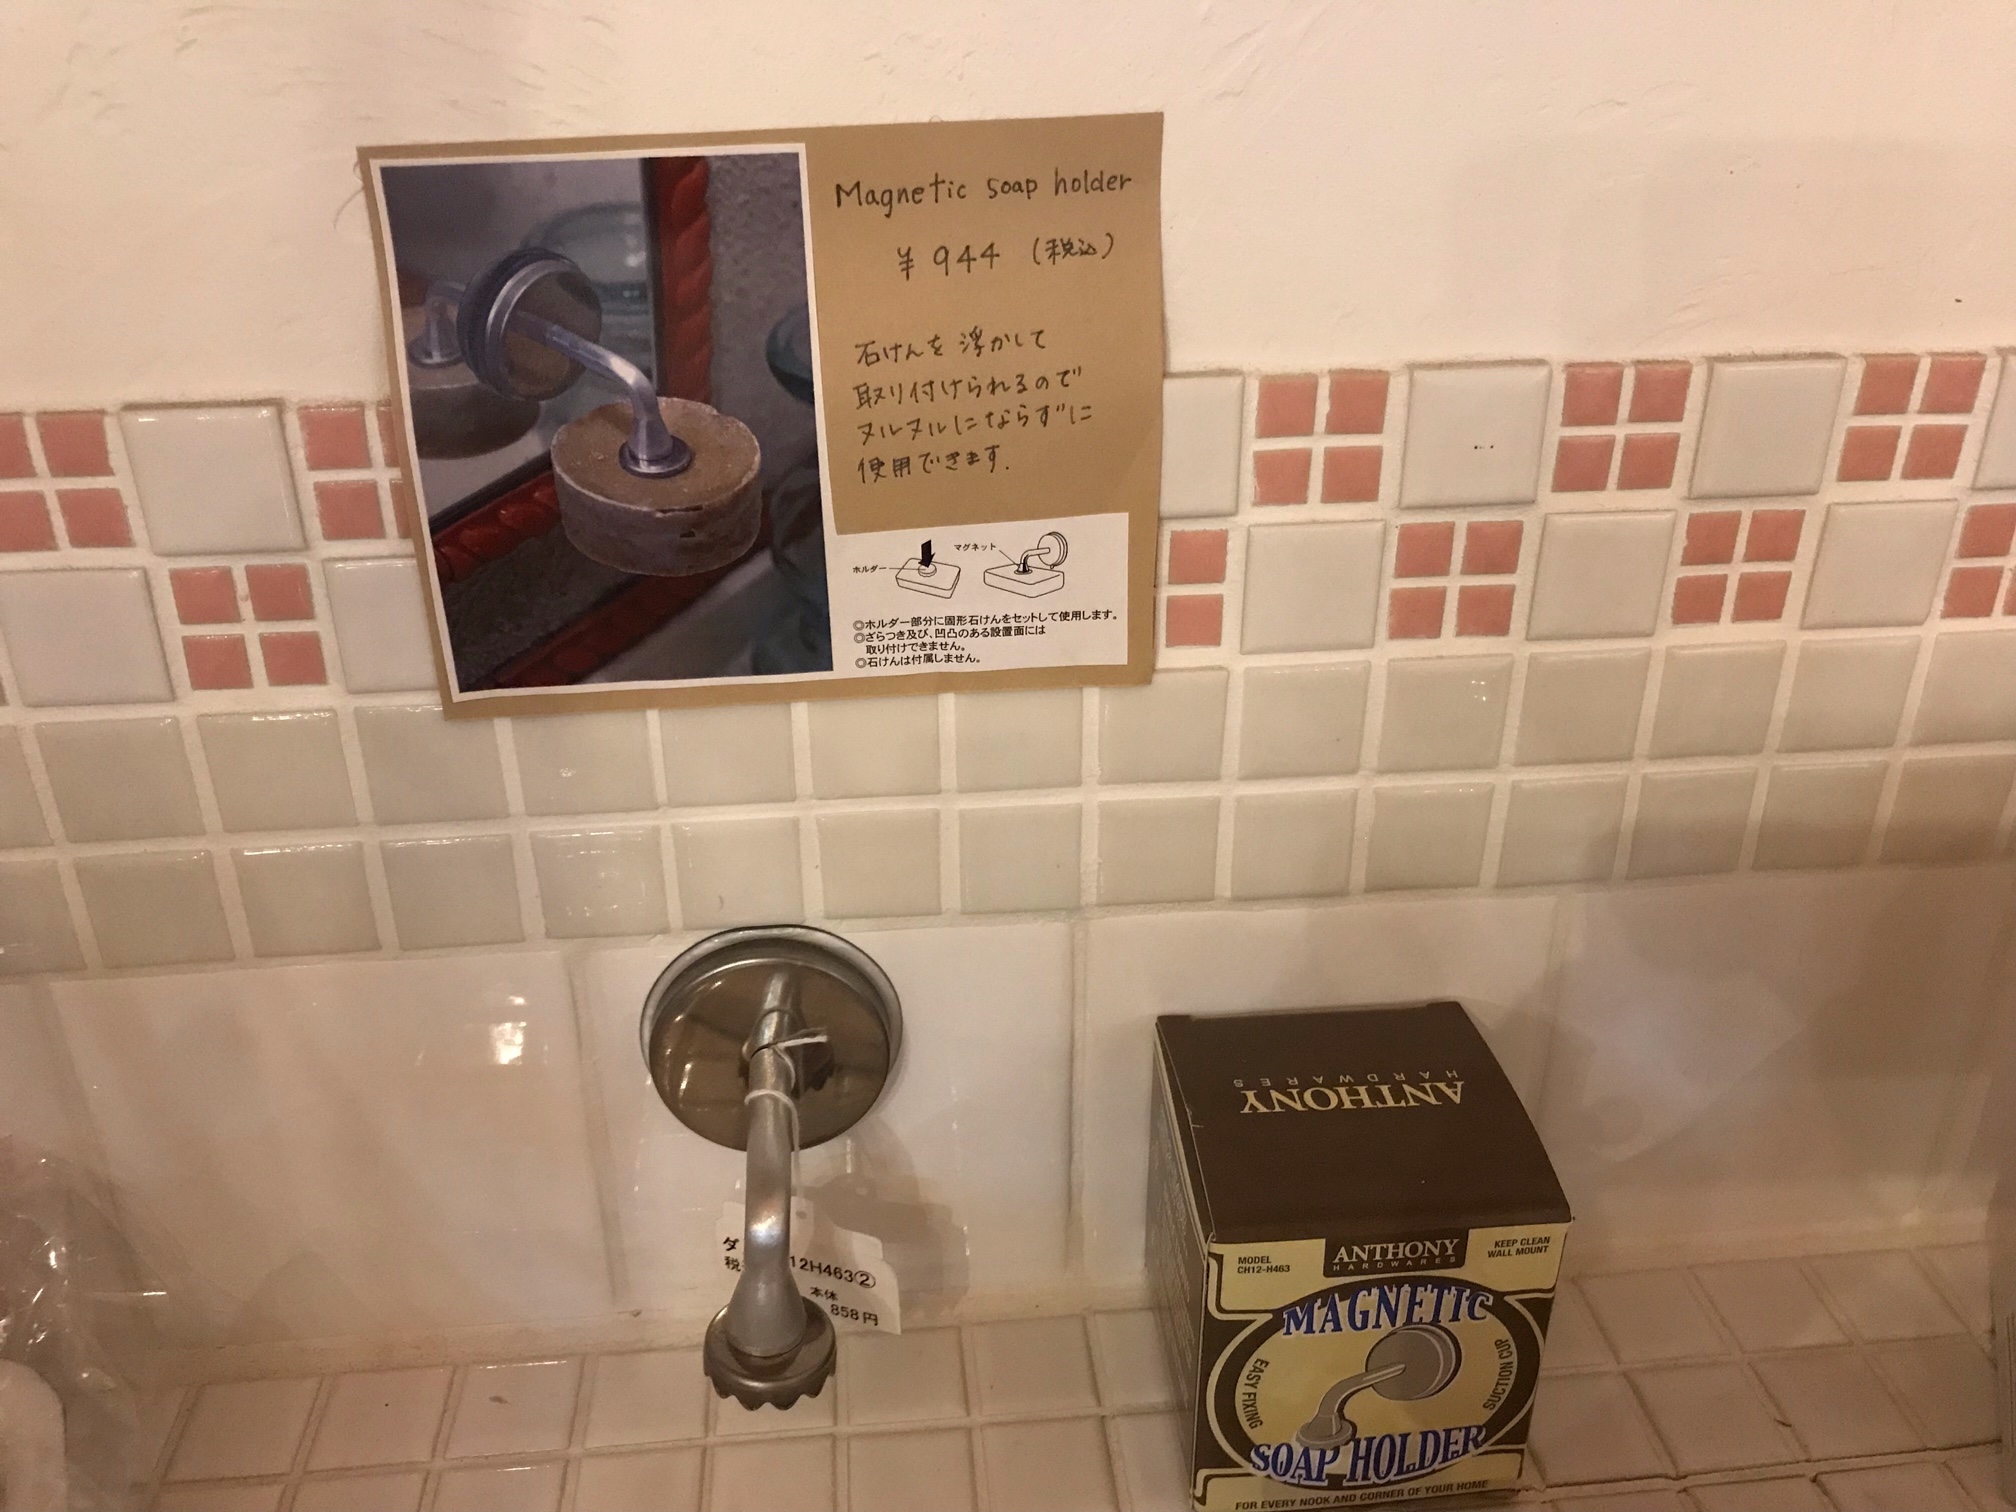 Magnetic soap holder
¥944 (税込)
石けんを浮かして
取り付けられるので
ヌルヌルにならずに
使用できます.
ホルダー
マグネット
◎ホルダー部分に固形石けんをセットして使用します。
◎ざらつき及び、凹凸のある設置面には
取り付けできません。
◎石けんは付属しません。
ダ
税
12H463②
本体
858円
ANTHONY
HARDWARES
MODEL
CH12-H463
ANTHONY
HARDWARES
KEEP CLEAN
WALL MOUNT
MAGNETIC
EASY FIXING
SUCTION CUP
SOAP HOLDER
FOR EVERY NOOK AND CORNER OF YOUR HOME